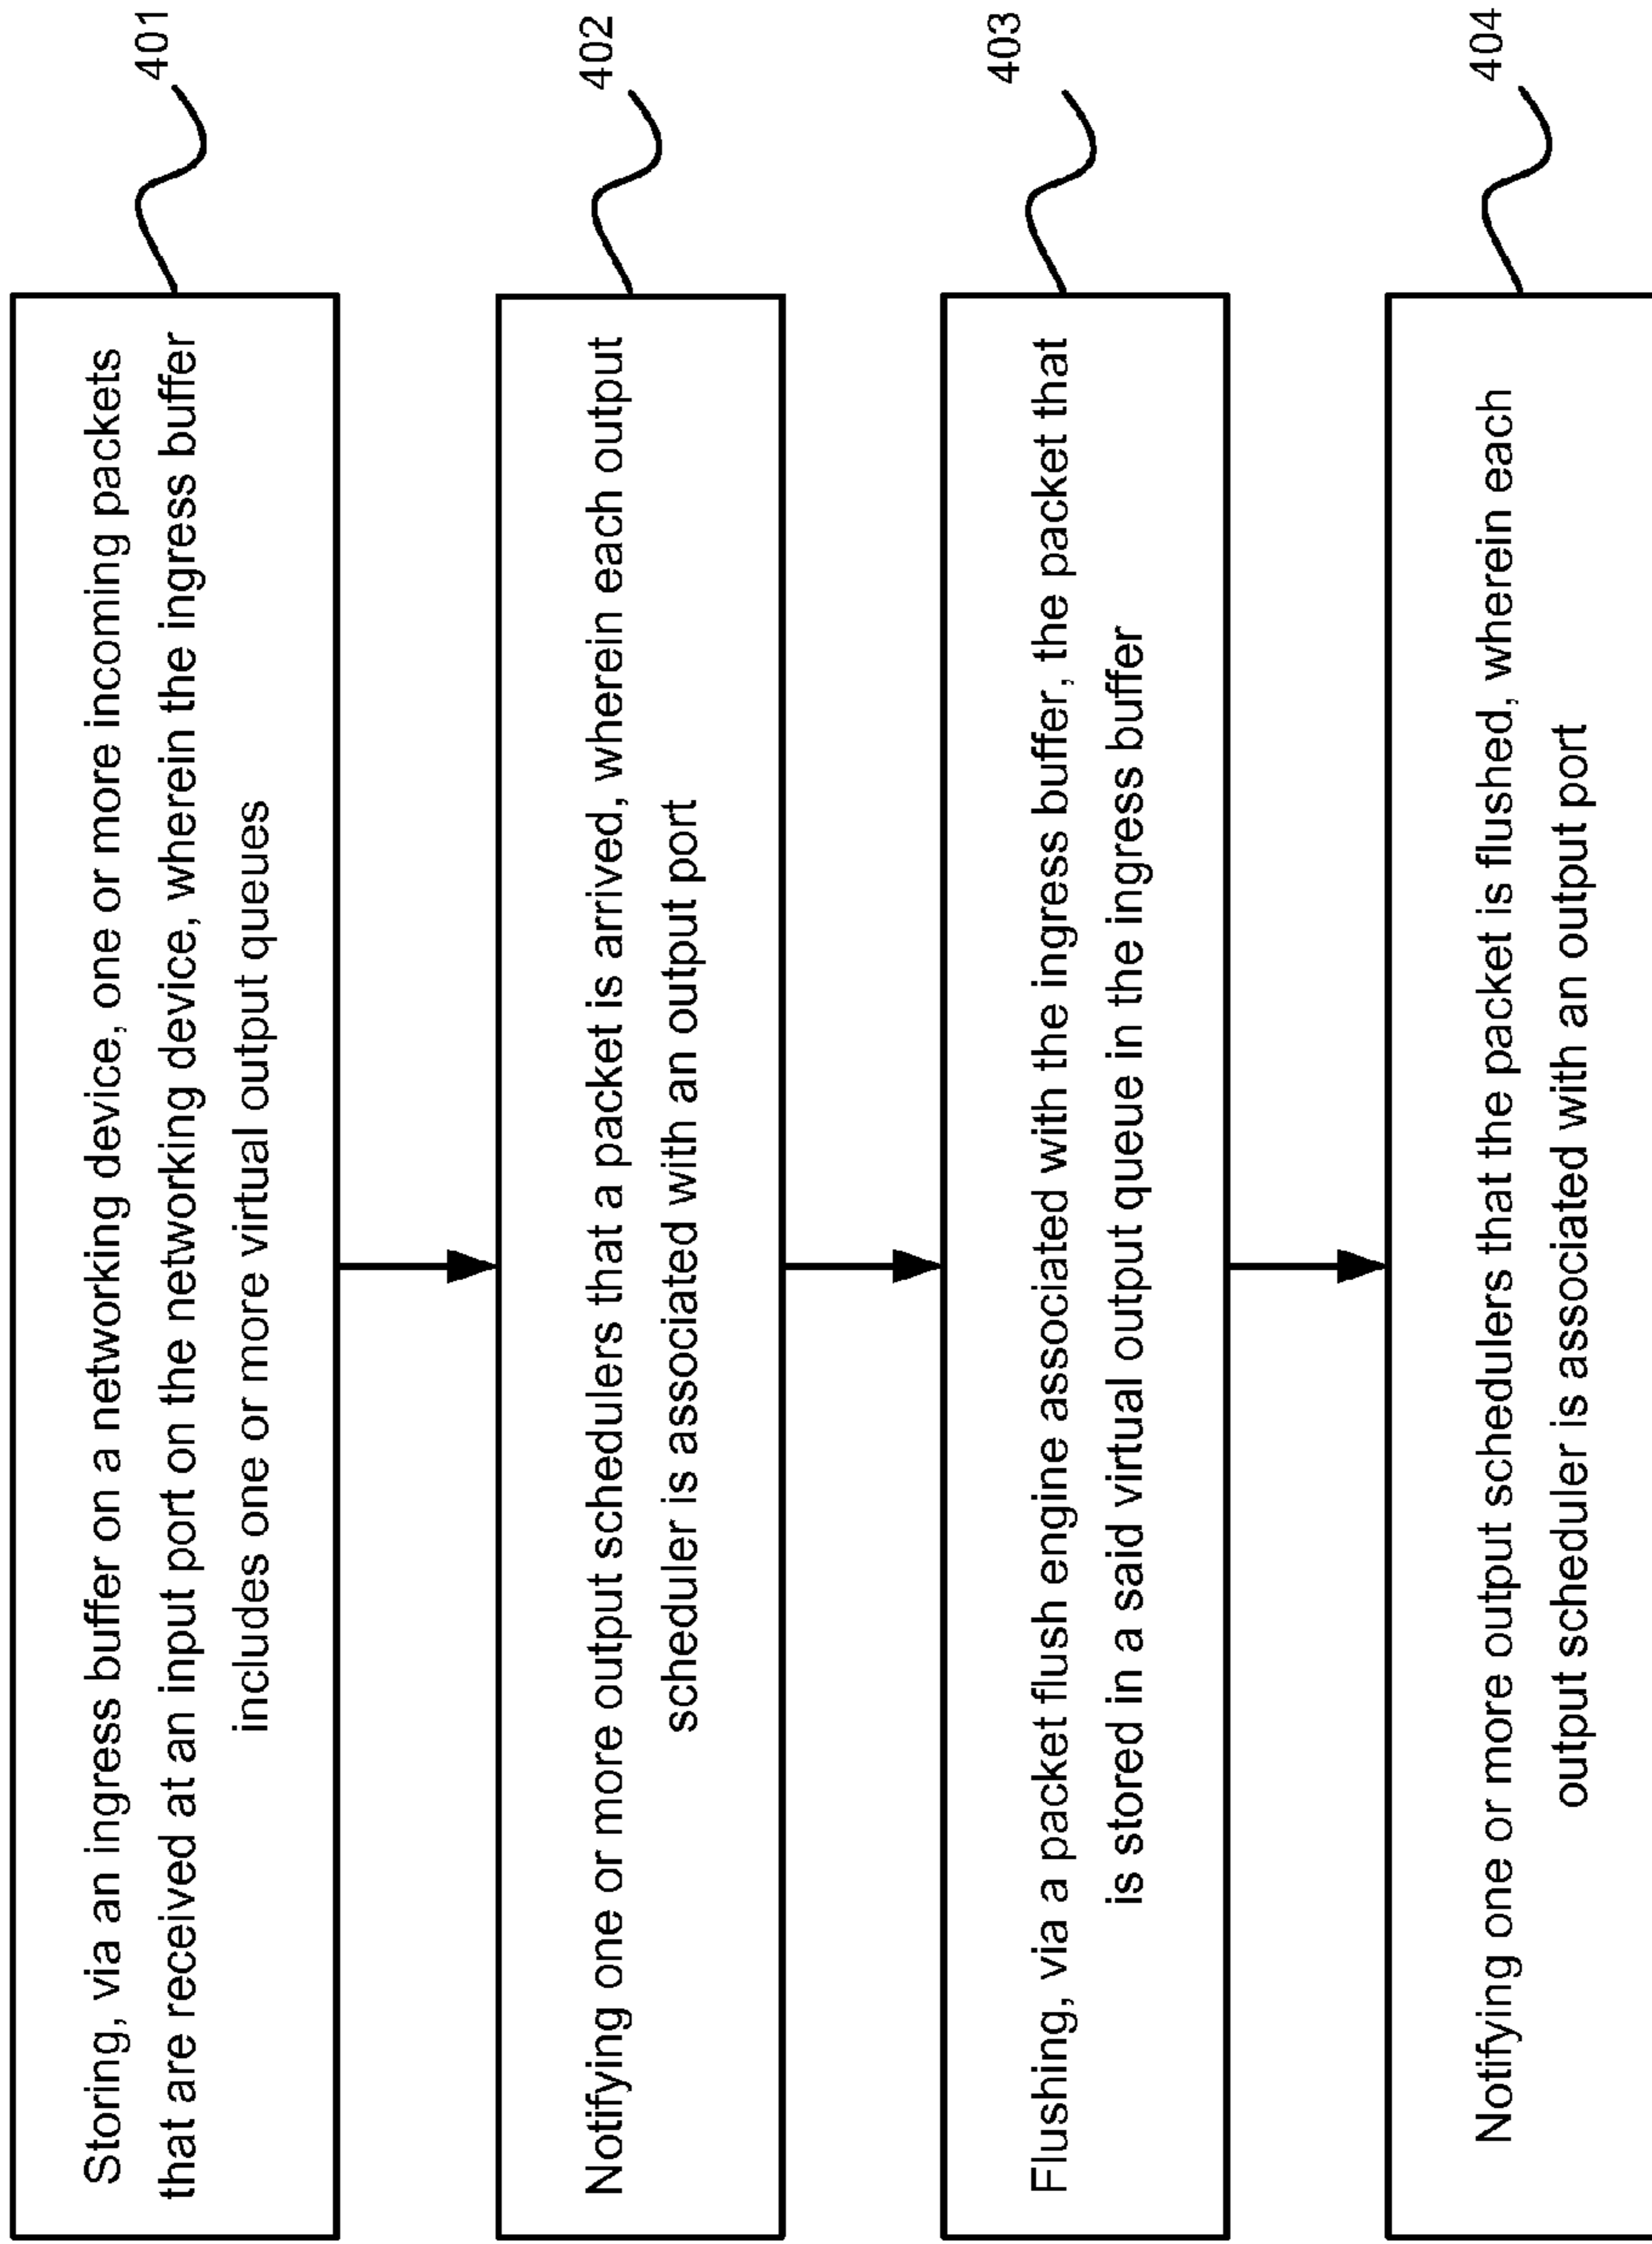 Storing, via an ingress buffer on a networking device, one or more incoming packets
that are received at an input port on the networking device, wherein the ingress buffer
includes one or more virtual output queues
401
Notifying one or more output schedulers that a packet is arrived, wherein each output
scheduler is associated with an output port
402
Flushing, via a packet flush engine associated with the ingress buffer, the packet that
is stored in a said virtual output queue in the ingress buffer
403
Notifying one or more output schedulers that the packet is flushed, wherein each
output scheduler is associated with an output port
404